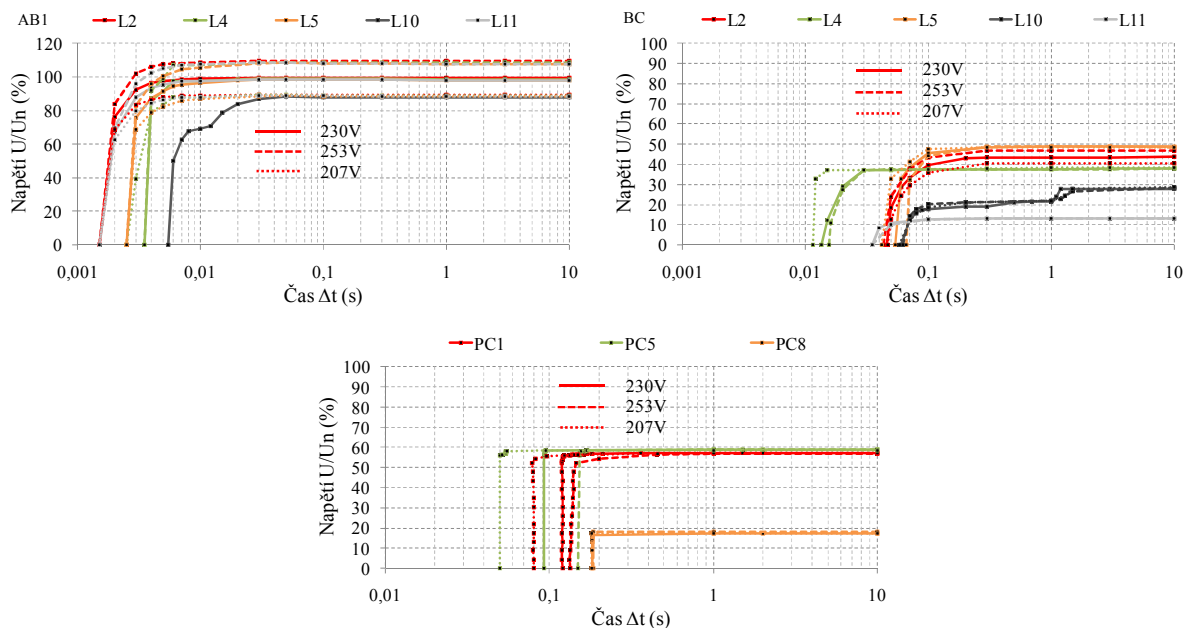 AB1 L2 L4 L5 L10 L11
Napětí U/Un (%)
120
100
80
60
40
20
0
230V
253V
207V
0,001 0,01 0,1 1 10
Čas Δt (s)
BC L2 L4 L5 L10 L11
Napětí U/Un (%)
100
90
80
70
60
50
40
30
20
10
0
230V
253V
207V
0,001 0,01 0,1 1 10
Čas Δt (s)
PC1 PC5 PC8
Napětí U/Un (%)
100
90
80
70
60
50
40
30
20
10
0
230V
253V
207V
0,01 0,1 1 10
Čas Δt (s)